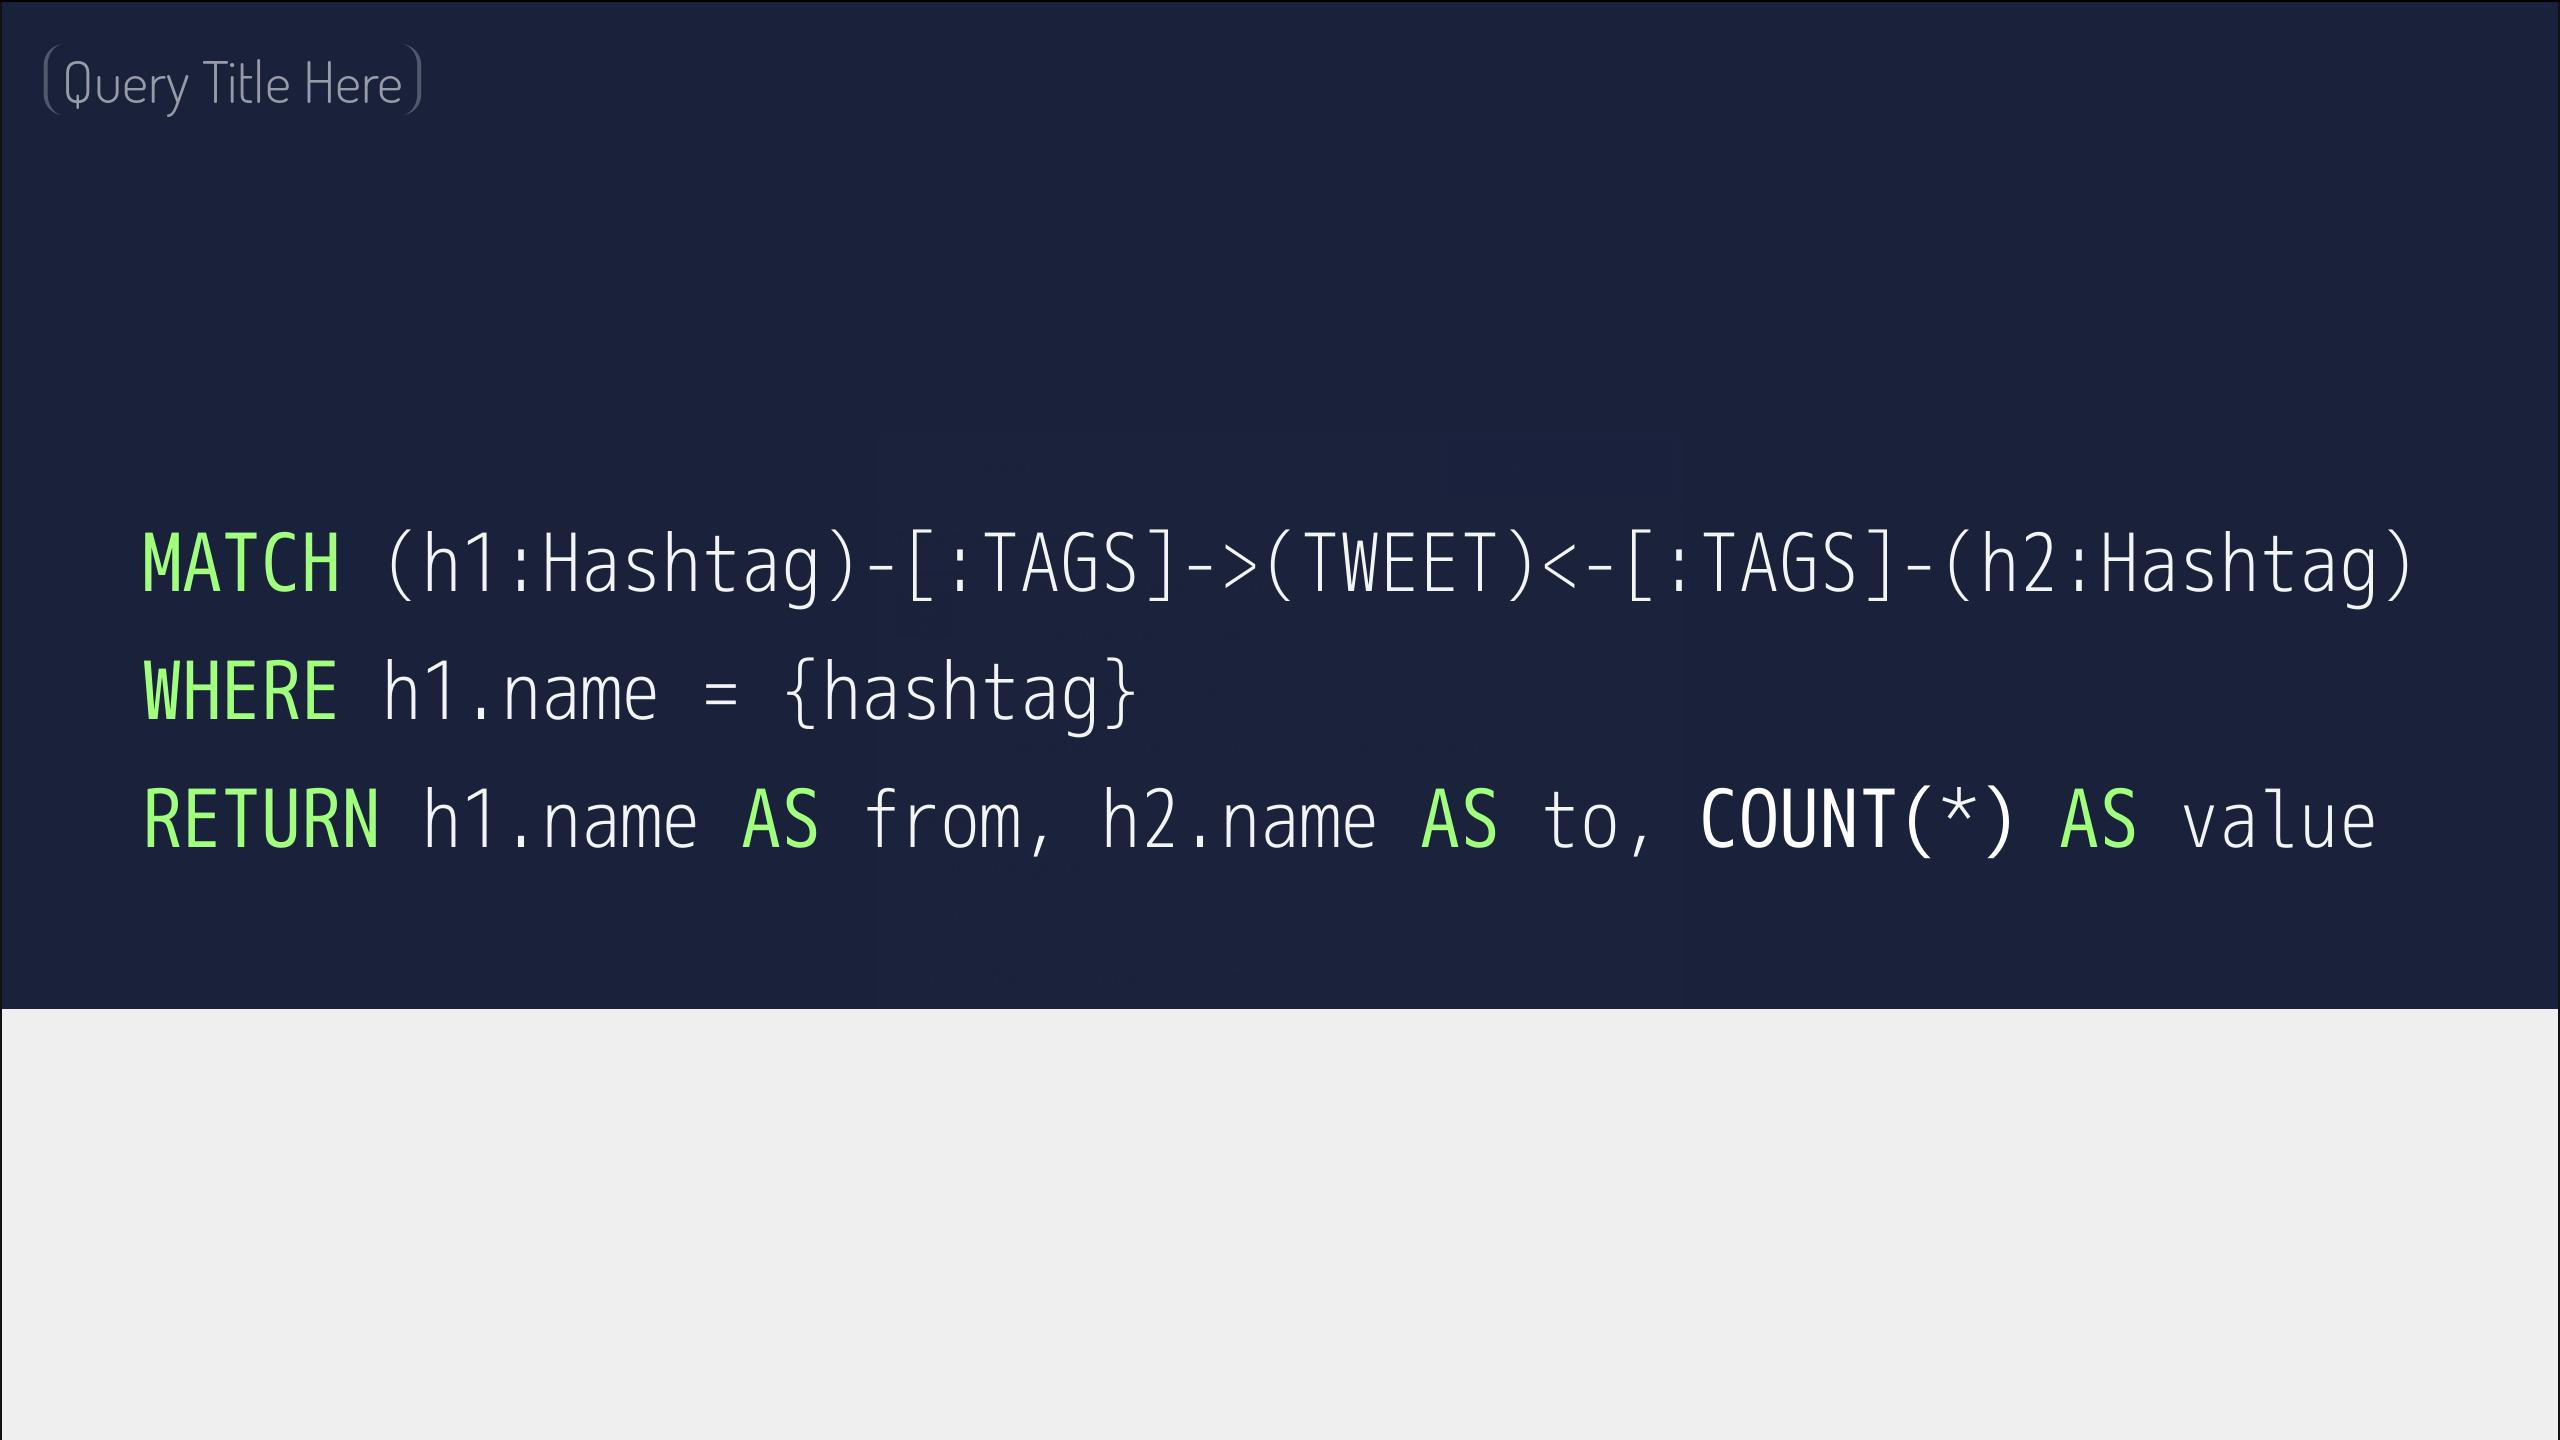 (Query Title Here)
MATCH (h1:Hashtag)-[:TAGS]->(TWEET)<-[:TAGS]-(h2:Hashtag)
WHERE h1.name = {hashtag}
RETURN h1.name AS from, h2.name AS to, COUNT(*) AS value